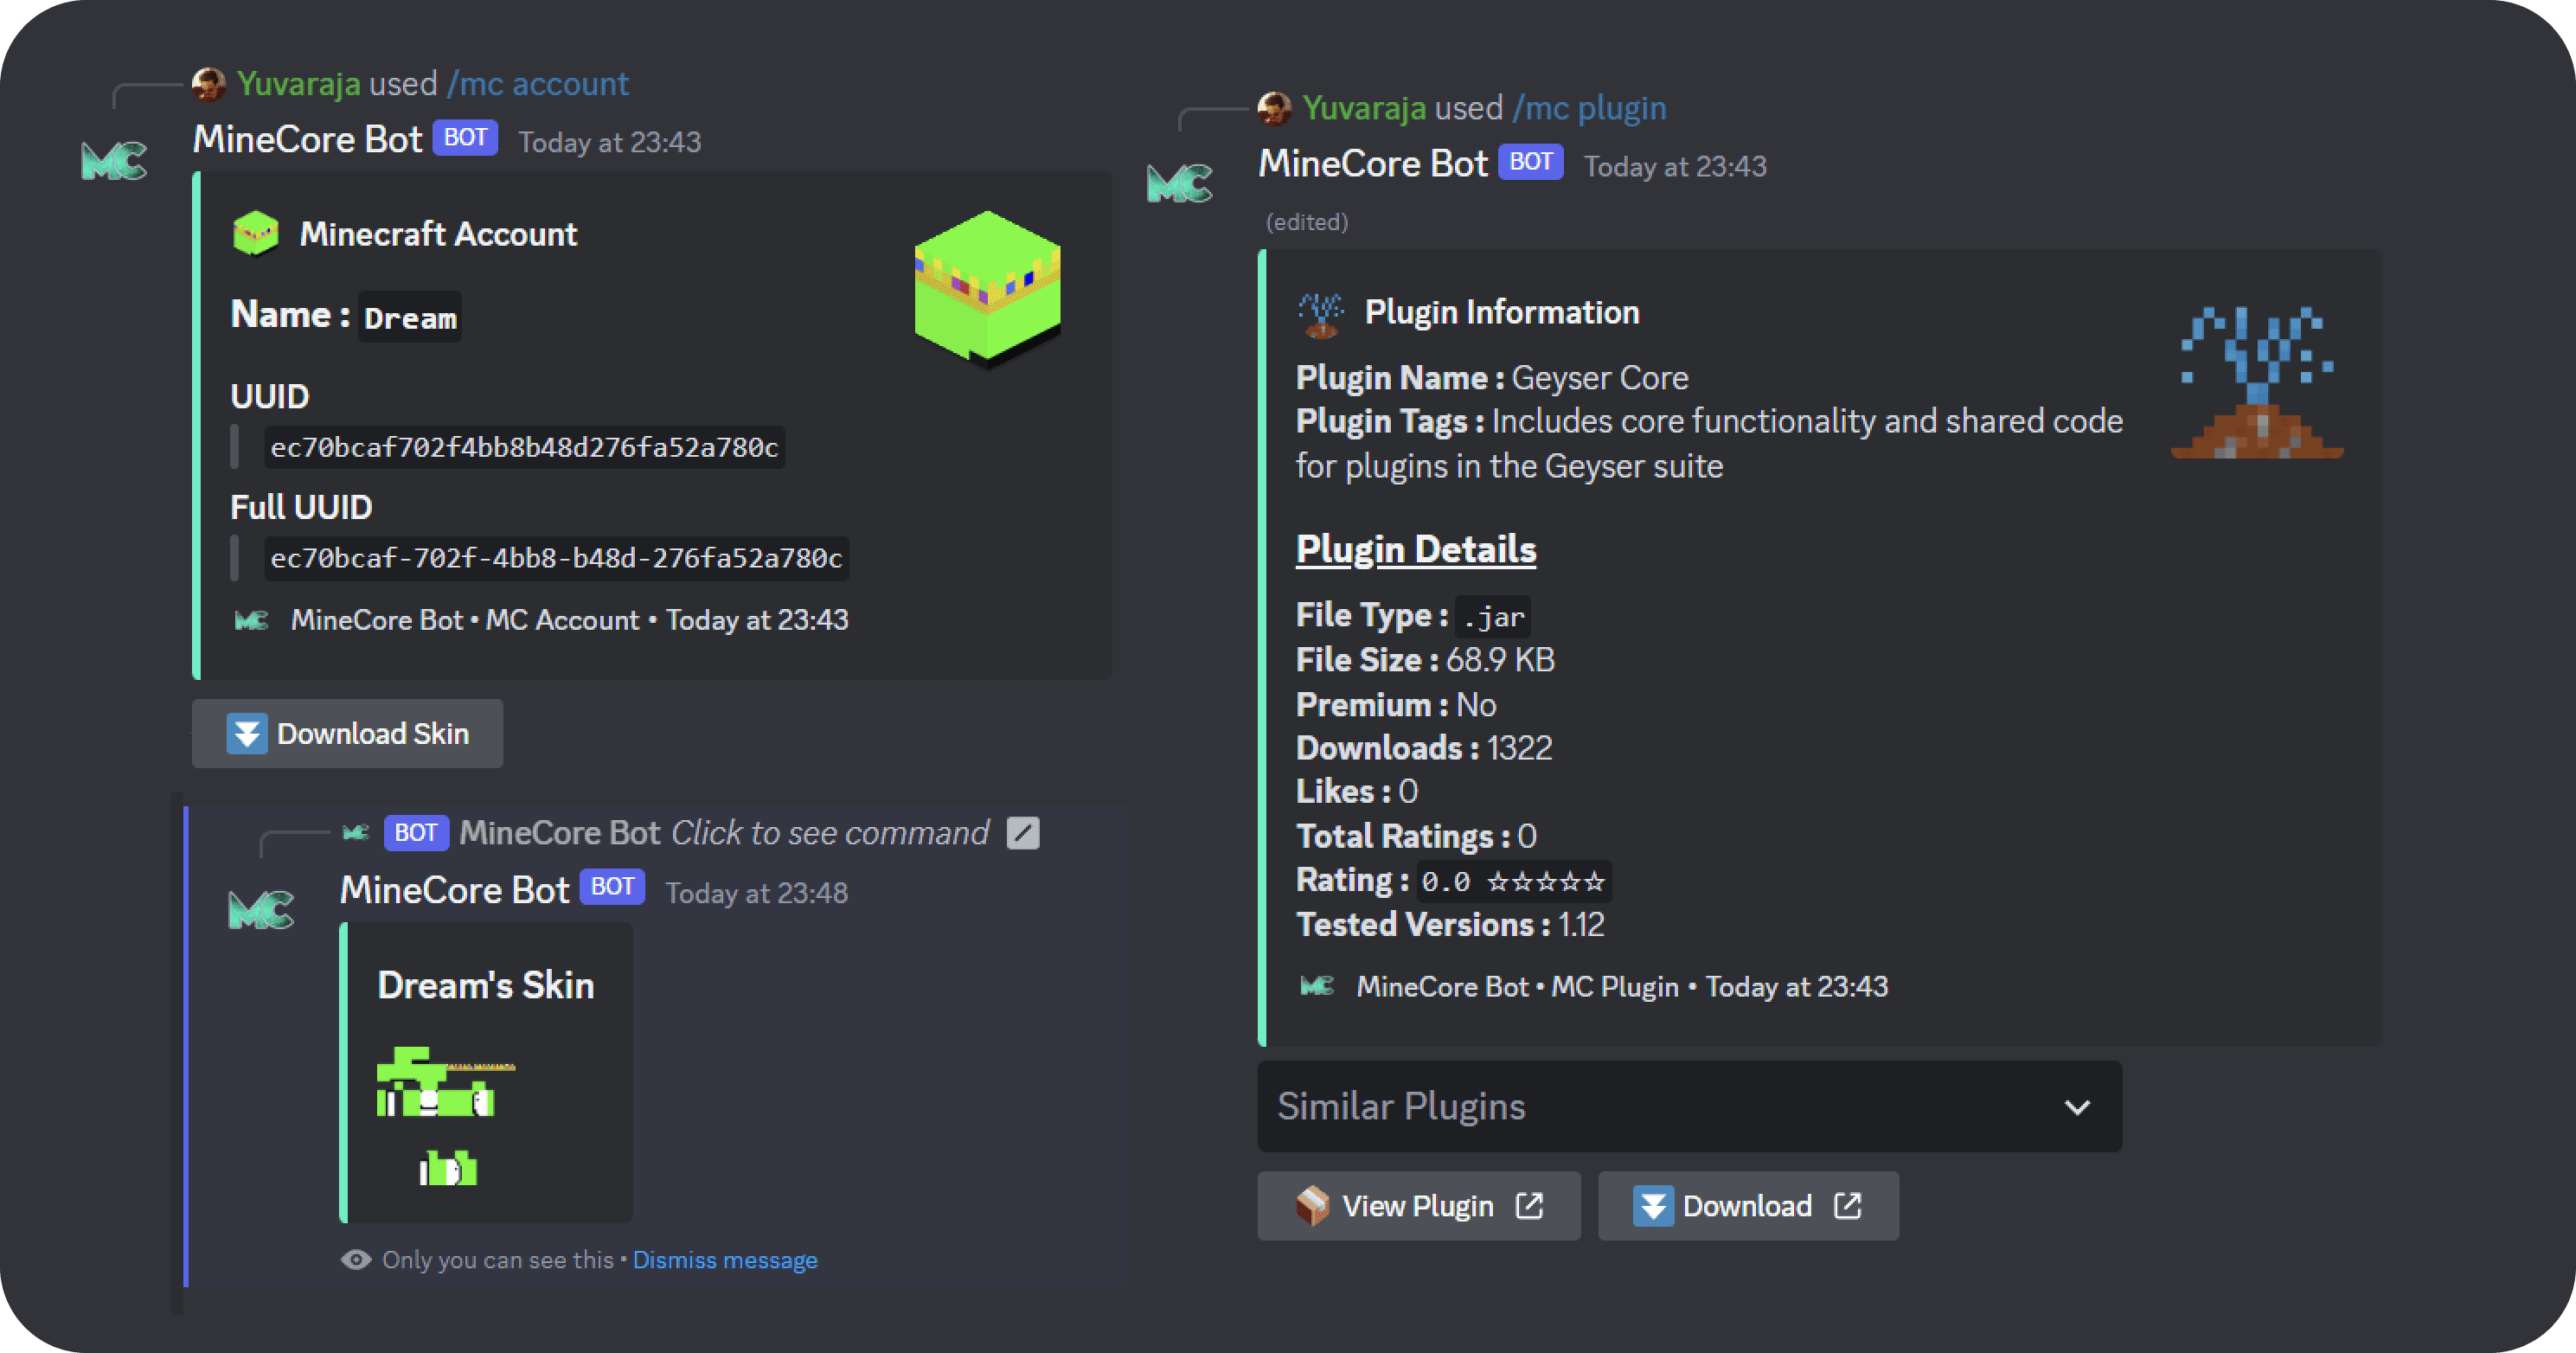 Yuvaraja used /mc account
MC
MineCore Bot BOT Today at 23:43
Minecraft Account
Name : Dream
UUID
ec70bcaf702f4bb8b48d276fa52a780c
Full UUID
ec70bcaf-702f-4bb8-b48d-276fa52a780c
MC MineCore Bot • MC Account • Today at 23:43
Download Skin
MC BOT MineCore Bot Click to see command
MC
MineCore Bot BOT Today at 23:48
Dream's Skin
Only you can see this • Dismiss message
Yuvaraja used /mc plugin
MC
MineCore Bot BOT Today at 23:43
(edited)
Plugin Information
Plugin Name : Geyser Core
Plugin Tags : Includes core functionality and shared code
for plugins in the Geyser suite
Plugin Details
File Type : .jar
File Size : 68.9 KB
Premium : No
Downloads : 1322
Likes : 0
Total Ratings : 0
Rating : 0.0 ☆☆☆☆☆
Tested Versions : 1.12
MC MineCore Bot • MC Plugin • Today at 23:43
Similar Plugins
View Plugin
Download